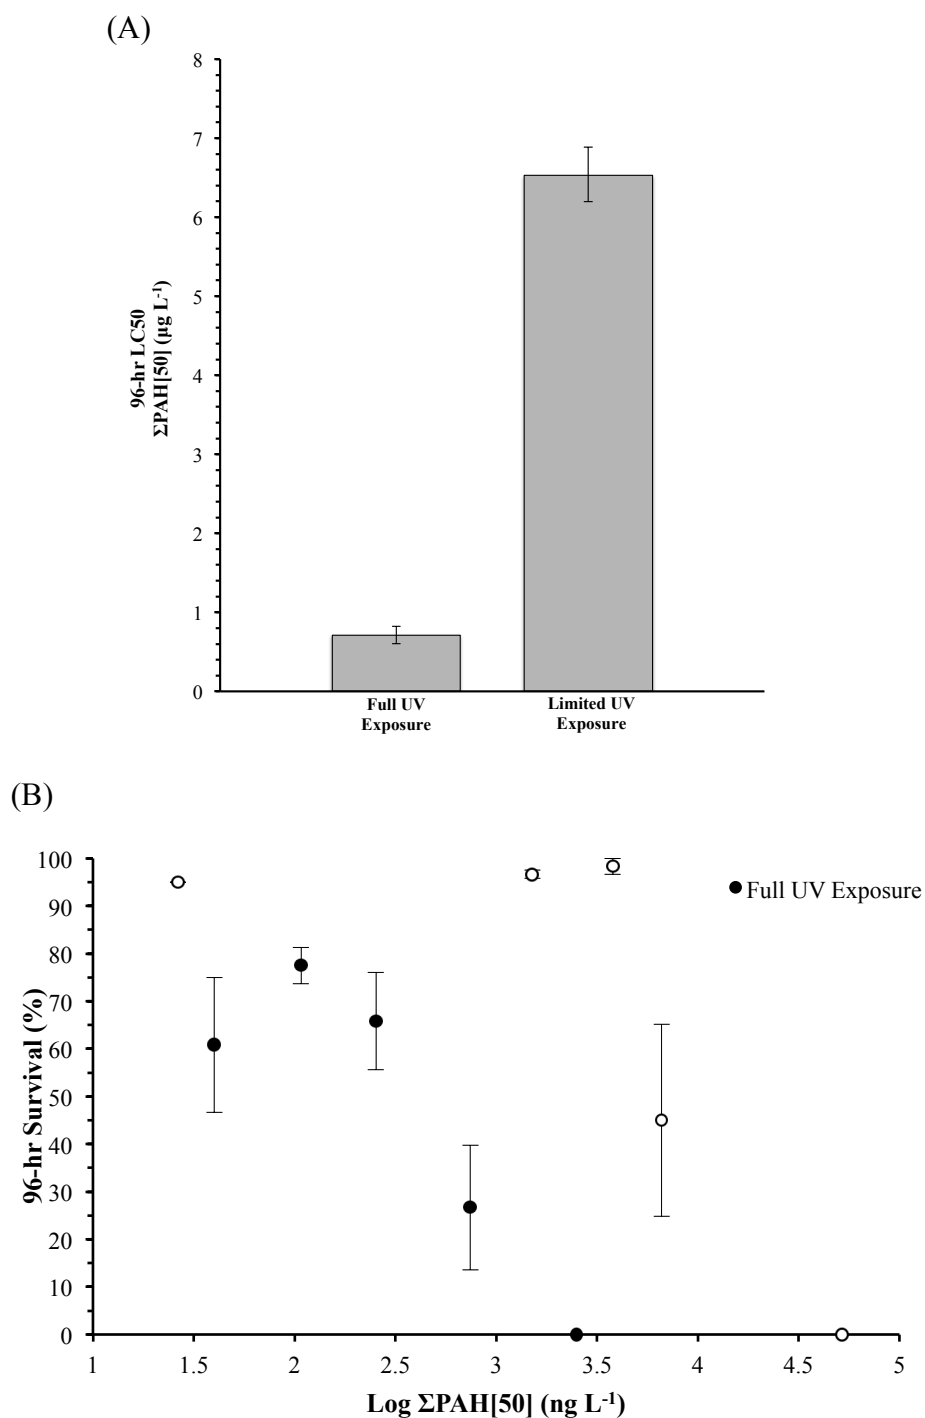 (A)
8
7
6
5
4
3
2
1
0
96-hr LC50
ΣPAH[50] (µg L-1)
Full UV
Exposure
Limited UV
Exposure
(B)
100
90
80
70
60
50
40
30
20
10
0
96-hr Survival (%)
Full UV Exposure
1 1.5 2 2.5 3 3.5 4 4.5 5
Log ΣPAH[50] (ng L-1)